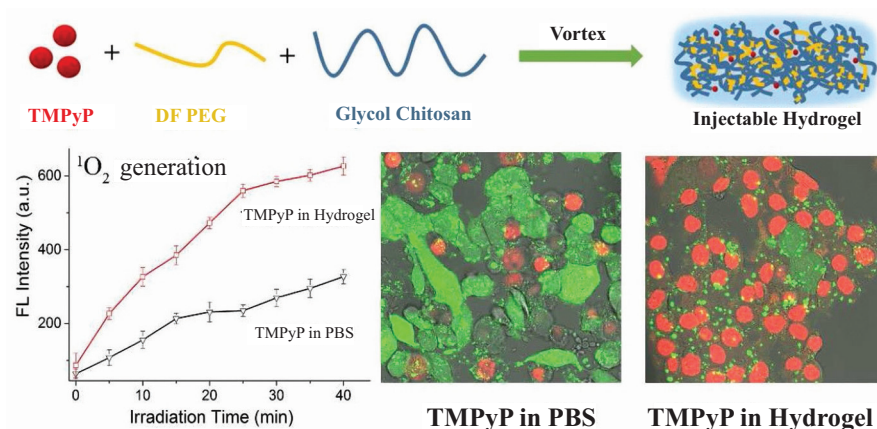 +
+
Vortex
TMPyP
DF PEG
Glycol Chitosan
Injectable Hydrogel
¹O₂ generation
TMPyP in Hydrogel
TMPyP in PBS
FL Intensity (a.u.)
600
400
200
0
10
20
30
40
Irradiation Time (min)
TMPyP in PBS
TMPyP in Hydrogel